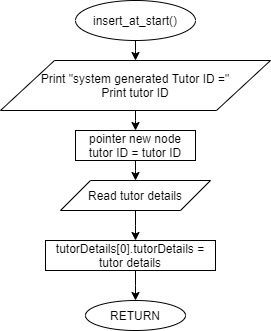 insert_at_start()
Print "system generated Tutor ID ="
Print tutor ID
pointer new node
tutor ID = tutor ID
Read tutor details
tutorDetails[0].tutorDetails =
tutor details
RETURN